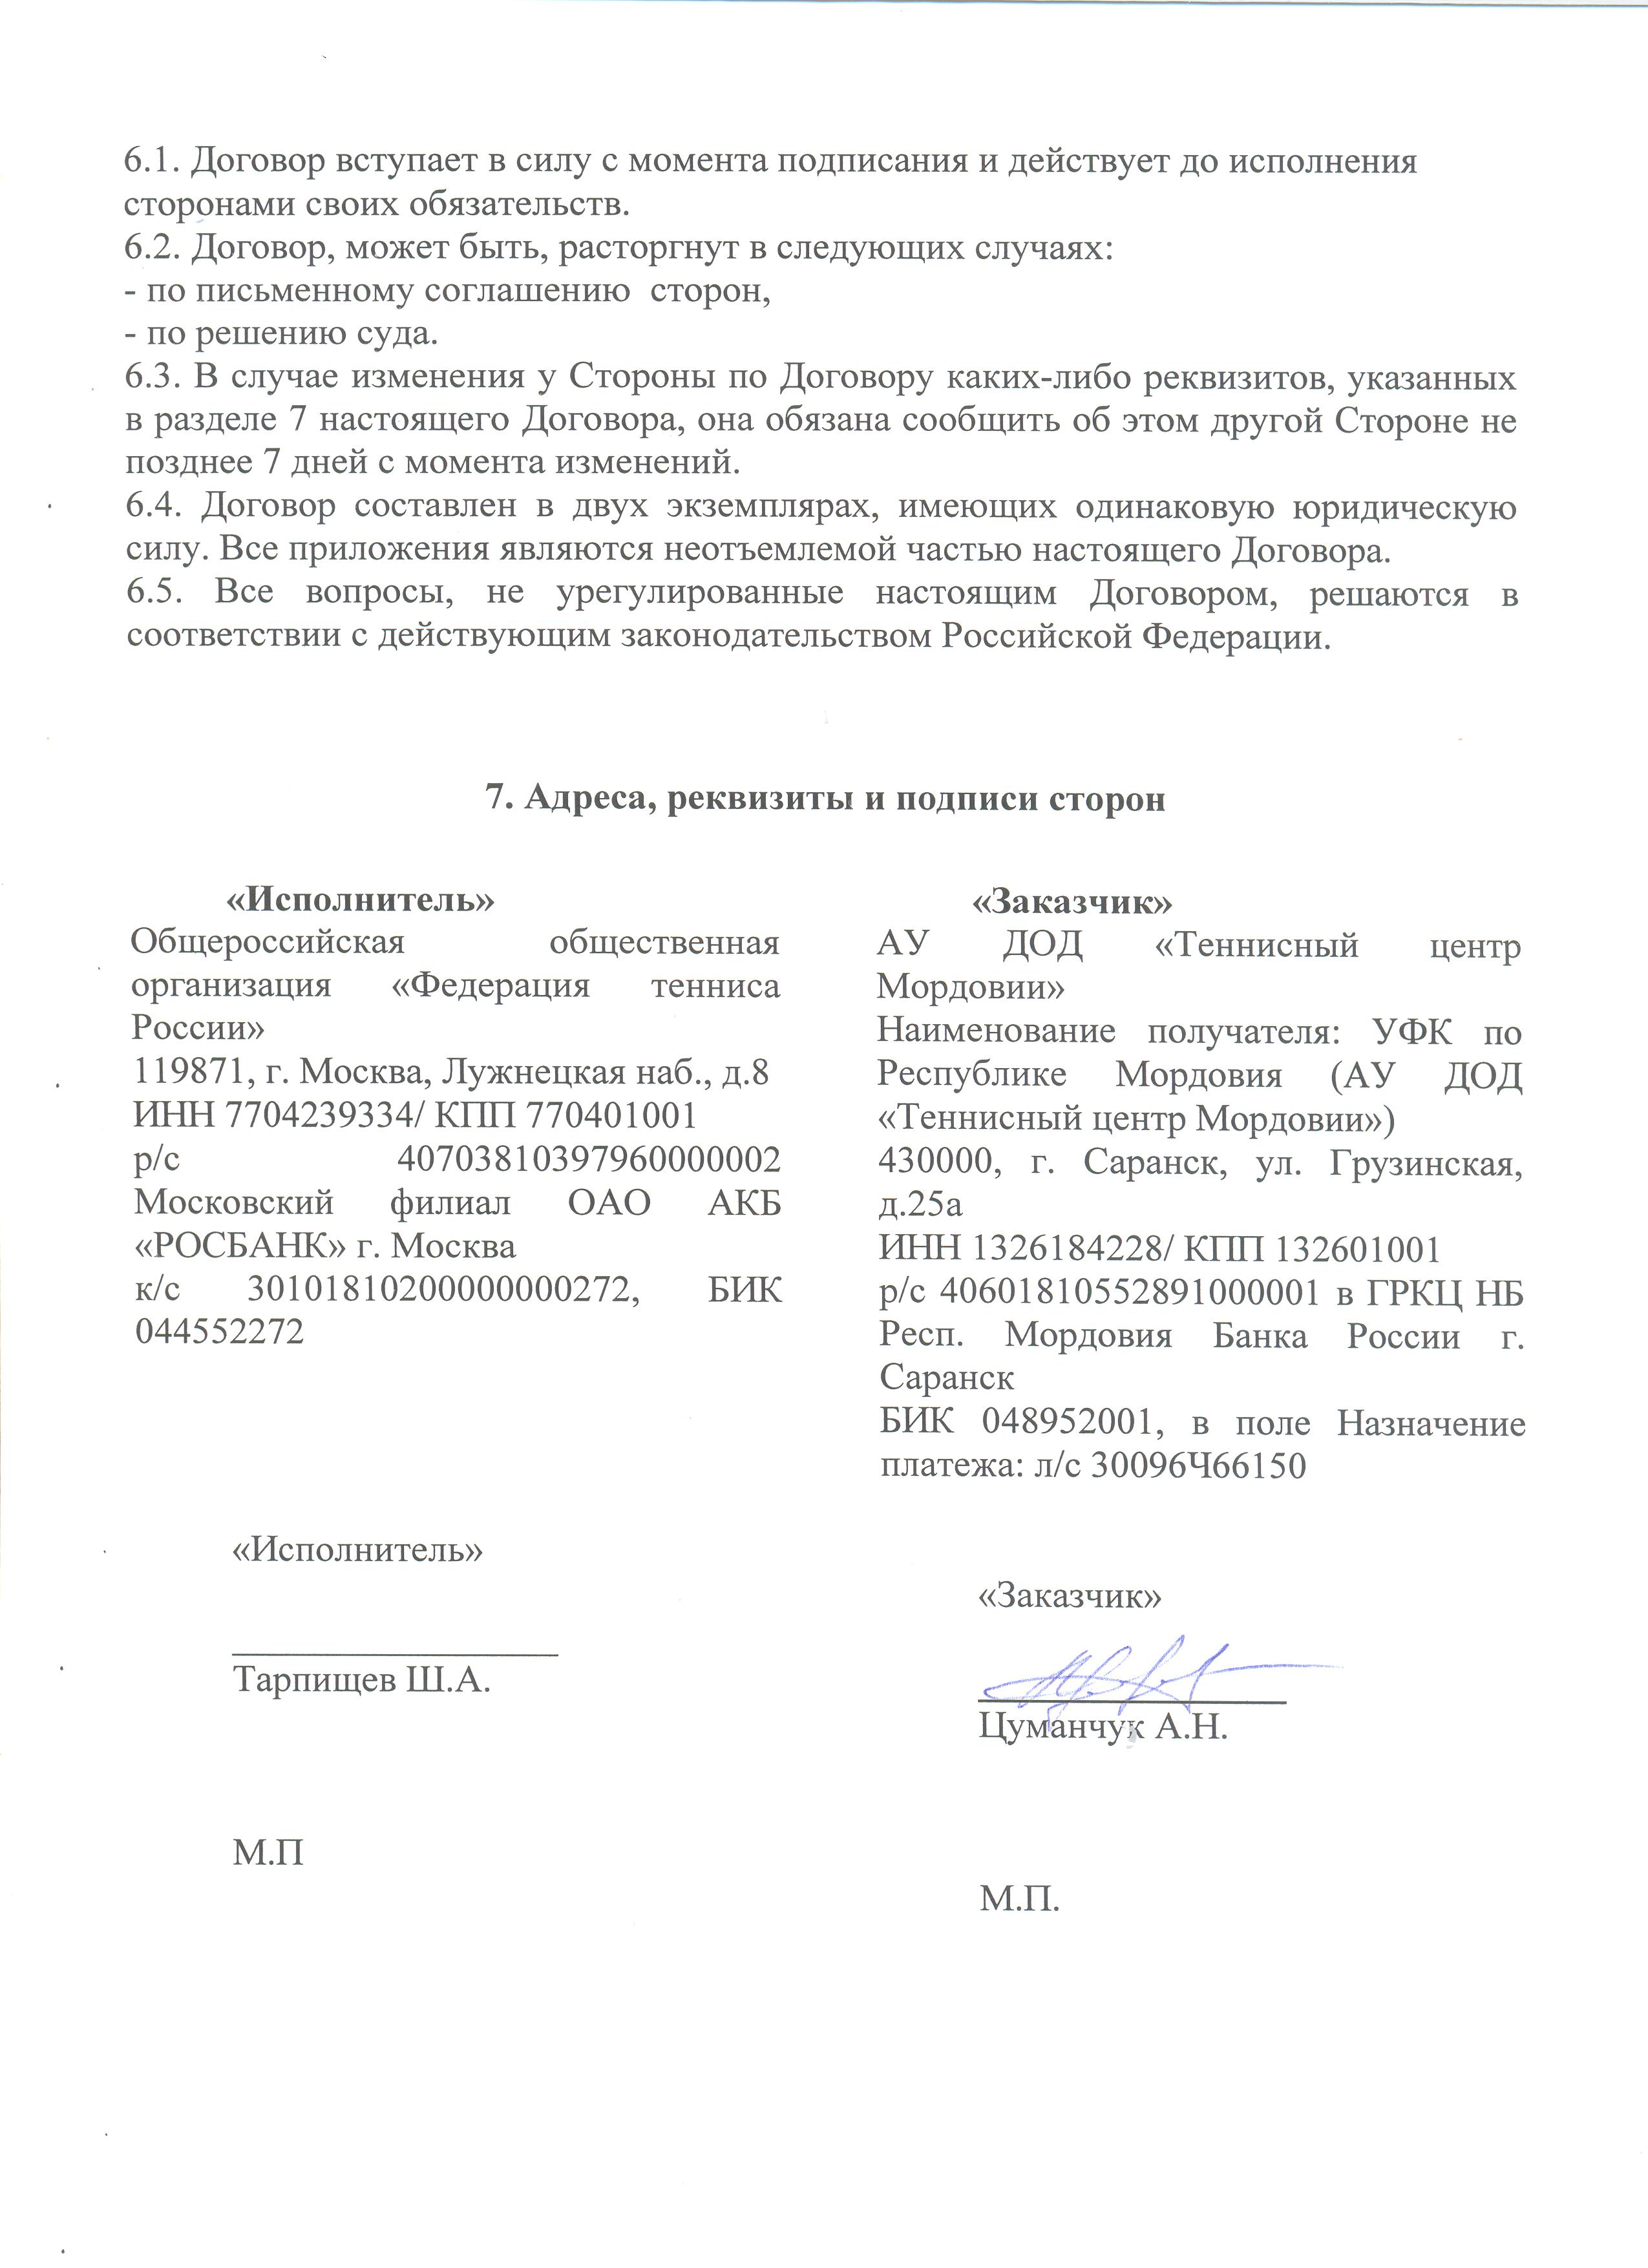 6.1. Договор вступает в силу с момента подписания и действует до исполнения
сторонами своих обязательств.
6.2. Договор, может быть, расторгнут в следующих случаях:
- по письменному соглашению сторон,
- по решению суда.
6.3. В случае изменения у Стороны по Договору каких-либо реквизитов, указанных
в разделе 7 настоящего Договора, она обязана сообщить об этом другой Стороне не
позднее 7 дней с момента изменений.
6.4. Договор составлен в двух экземплярах, имеющих одинаковую юридическую
силу. Все приложения являются неотъемлемой частью настоящего Договора.
6.5. Все вопросы, не урегулированные настоящим Договором, решаются в
соответствии с действующим законодательством Российской Федерации.
7. Адреса, реквизиты и подписи сторон
«Исполнитель»
Общероссийская общественная
организация «Федерация тенниса
России»
119871, г. Москва, Лужнецкая наб., д.8
ИНН 7704239334/ КПП 770401001
р/с 40703810397960000002
Московский филиал ОАО АКБ
«РОСБАНК» г. Москва
к/с 30101810200000000272, БИК
044552272
«Исполнитель»
Тарпищев Ш.А.
М.П
«Заказчик»
АУ ДОД «Теннисный центр
Мордовии»
Наименование получателя: УФК по
Республике Мордовия (АУ ДОД
«Теннисный центр Мордовии»)
430000, г. Саранск, ул. Грузинская,
д.25а
ИНН 1326184228/ КПП 132601001
р/с 40601810552891000001 в ГРКЦ НБ
Респ. Мордовия Банка России г.
Саранск
БИК 048952001, в поле Назначение
платежа: л/с 30096Ч66150
«Заказчик»
Цуманчук А.Н.
М.П.